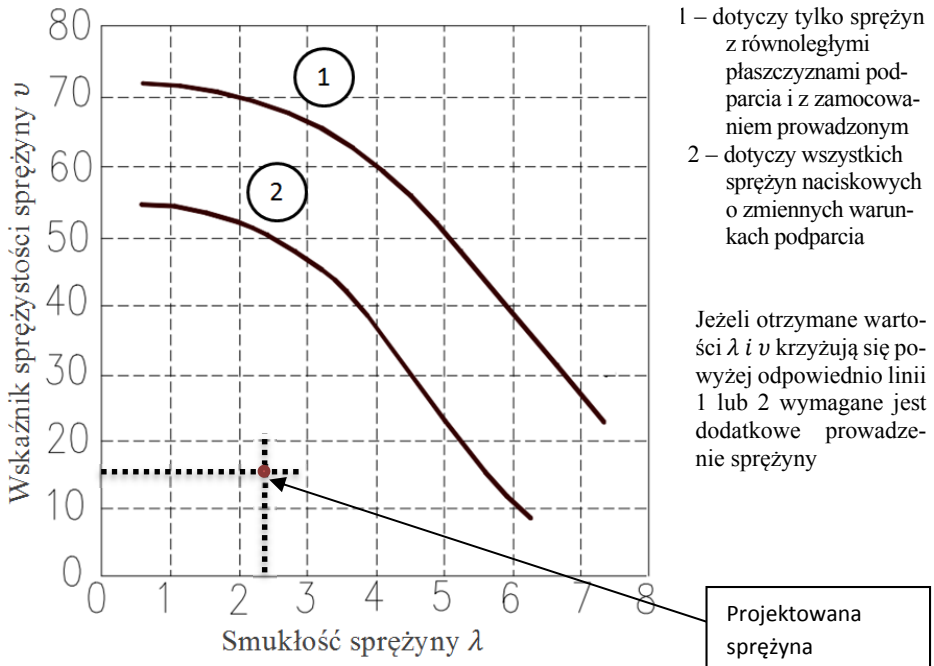 80
70
60
50
40
30
20
10
0
Wskaźnik sprężystości sprężyny υ
1
2
0 1 2 3 4 5 6 7 8
Smukłość sprężyny λ
1 – dotyczy tylko sprężyn
z równoległymi
płaszczyznami pod-
parcia i z zamocowa-
niem prowadzonym
2 – dotyczy wszystkich
sprężyn naciskowych
o zmiennych warun-
kach podparcia
Jeżeli otrzymane warto-
ści λ i υ krzyżują się po-
wyżej odpowiednio linii
1 lub 2 wymagane jest
dodatkowe prowadze-
nie sprężyny
Projektowana
sprężyna